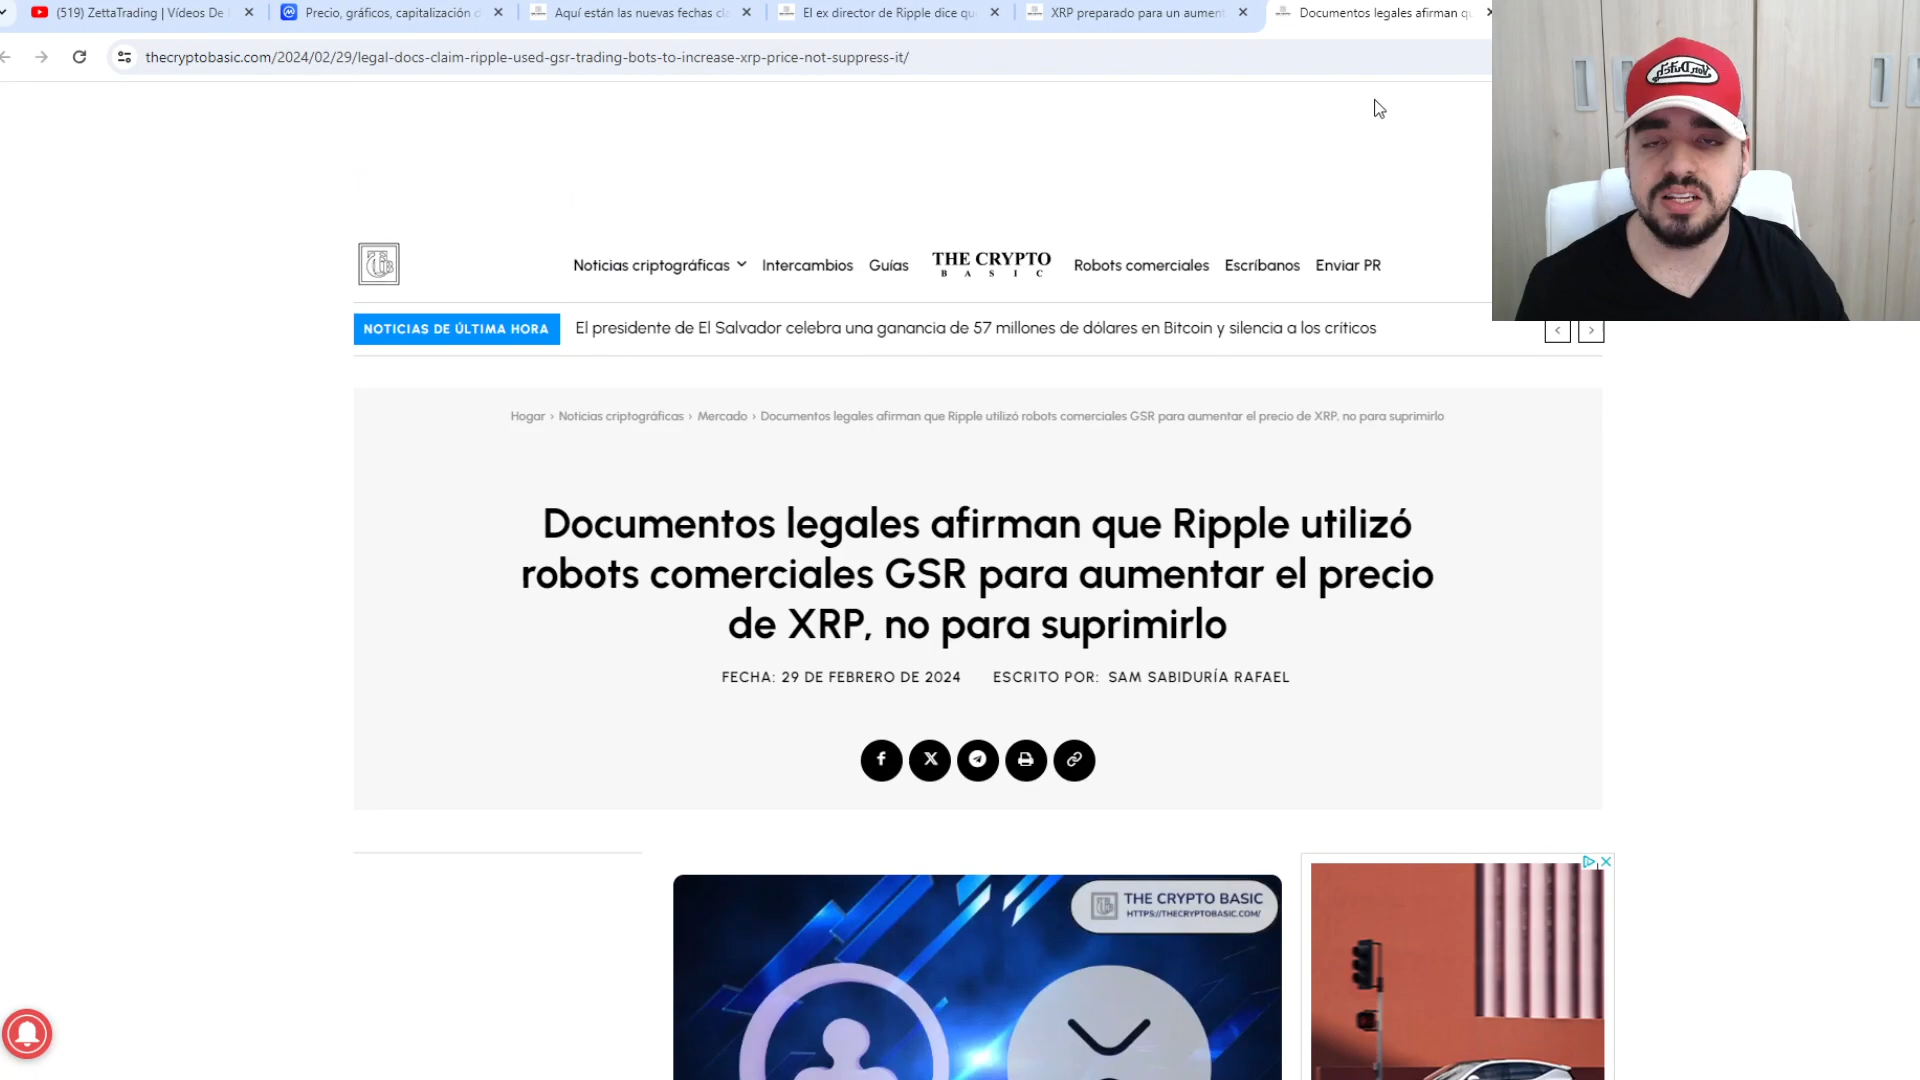 (519) ZettaTrading | Vídeos De
Precio, gráficos, capitalización d
Aquí están las nuevas fechas cl
El ex director de Ripple dice qu
XRP preparado para un aument
Documentos legales afirman qu
thecryptobasic.com/2024/02/29/legal-docs-claim-ripple-used-gsr-trading-bots-to-increase-xrp-price-not-suppress-it/
Von Dutch
Noticias criptográficas
Intercambios
Guías
THE CRYPTO
BASIC
Robots comerciales
Escríbanos
Enviar PR
NOTICIAS DE ÚLTIMA HORA
El presidente de El Salvador celebra una ganancia de 57 millones de dólares en Bitcoin y silencia a los críticos
Hogar › Noticias criptográficas › Mercado › Documentos legales afirman que Ripple utilizó robots comerciales GSR para aumentar el precio de XRP, no para suprimirlo
Documentos legales afirman que Ripple utilizó
robots comerciales GSR para aumentar el precio
de XRP, no para suprimirlo
FECHA: 29 DE FEBRERO DE 2024
ESCRITO POR: SAM SABIDURÍA RAFAEL
THE CRYPTO BASIC
HTTPS://THECRYPTOBASIC.COM/